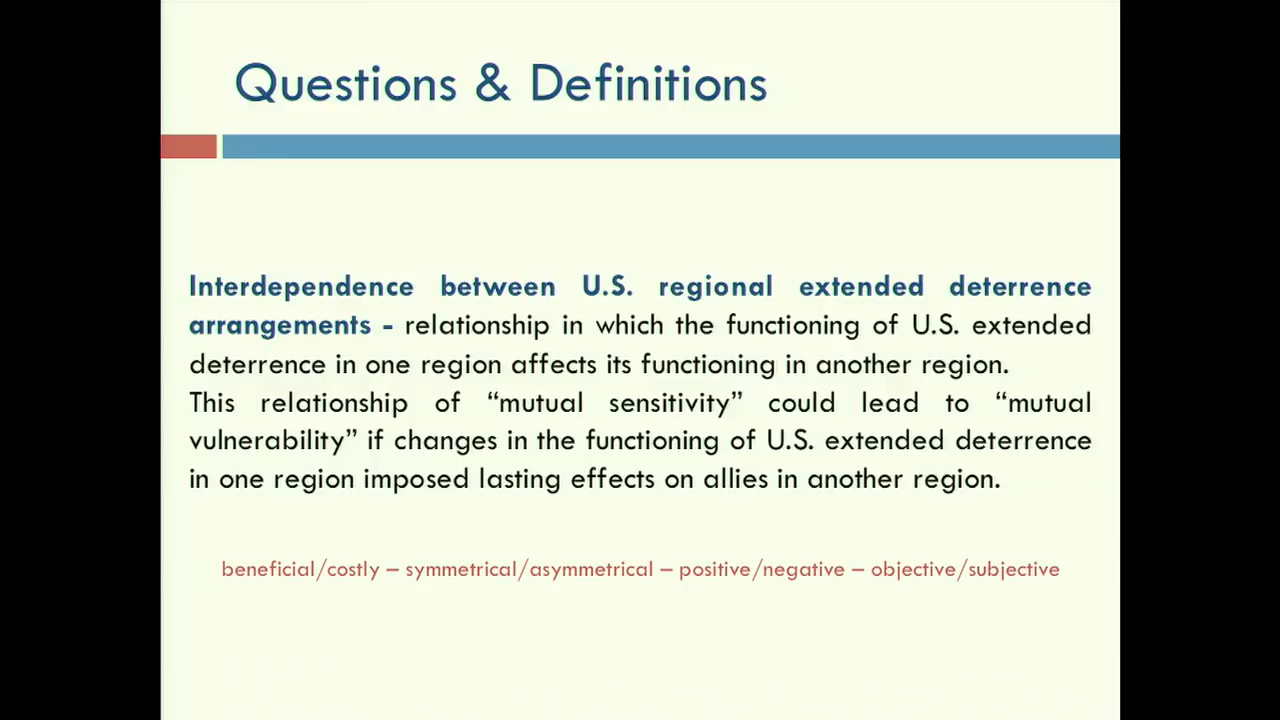 Questions & Definitions
Interdependence between U.S. regional extended deterrence
arrangements - relationship in which the functioning of U.S. extended
deterrence in one region affects its functioning in another region.
This relationship of “mutual sensitivity” could lead to “mutual
vulnerability” if changes in the functioning of U.S. extended deterrence
in one region imposed lasting effects on allies in another region.
beneficial/costly – symmetrical/asymmetrical – positive/negative – objective/subjective